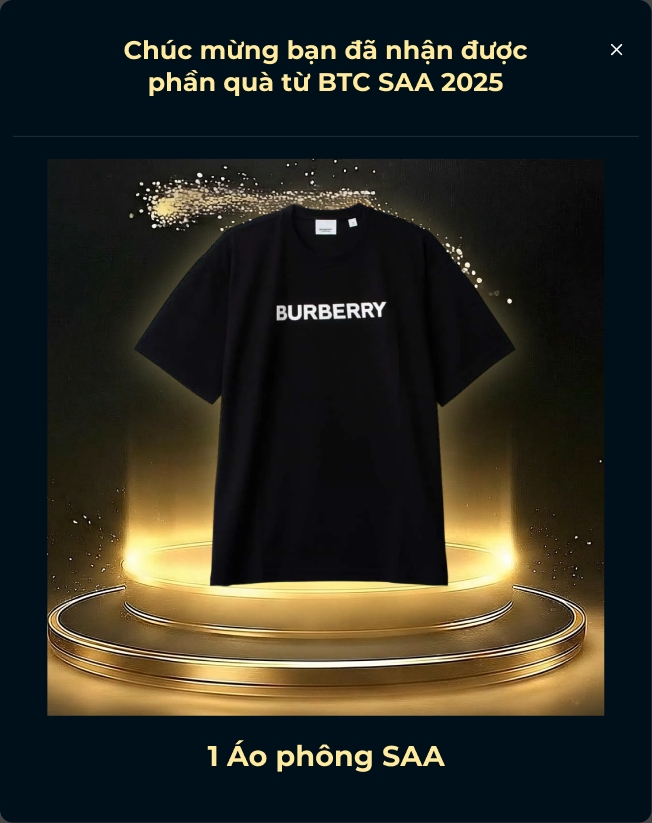 Chúc mừng bạn đã nhận được
phần quà từ BTC SAA 2025
BURBERRY
1 Áo phông SAA